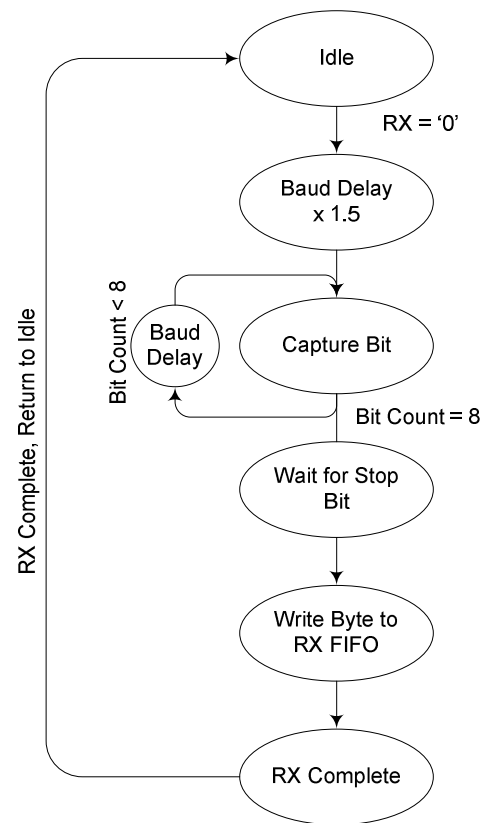 Idle
RX = ‘0’
Baud Delay
x 1.5
Bit Count < 8
Baud
Delay
Capture Bit
Bit Count = 8
RX Complete, Return to Idle
Wait for Stop
Bit
Write Byte to
RX FIFO
RX Complete